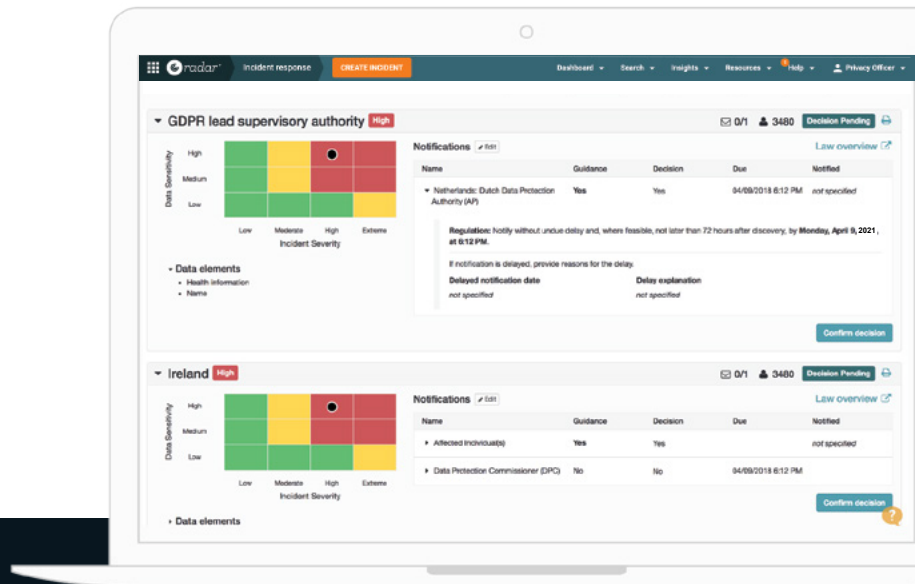 radar
Incident response
CREATE INCIDENT
Dashboard
Search
Insights
Resources
Help
Privacy Officer
GDPR lead supervisory authority High
0/1 3480 Decision Pending
Data Sensitivity
High
Medium
Low
Low Moderate High Extreme
Incident Severity
Data elements
Health information
Name
Notifications Edit
Law overview
Name Guidance Decision Due Notified
Netherlands: Dutch Data Protection Yes Yes 04/09/2018 6:12 PM not specified
Authority (AP)
Regulation: Notify without undue delay and, where feasible, not later than 72 hours after discovery, by Monday, April 9, 2021,
at 6:12 PM.
If notification is delayed, provide reasons for the delay.
Delayed notification date Delay explanation
not specified not specified
Confirm decision
Ireland High
0/1 3480 Decision Pending
Data Sensitivity
High
Medium
Low
Low Moderate High Extreme
Incident Severity
Data elements
Notifications Edit
Law overview
Name Guidance Decision Due Notified
Affected Individual(s) Yes Yes not specified
Data Protection Commissioner (DPC) No No 04/09/2018 6:12 PM
Confirm decision
?